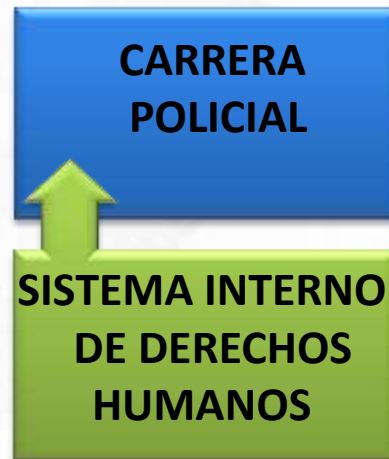 CARRERA
POLICIAL
SISTEMA INTERNO
DE DERECHOS
HUMANOS